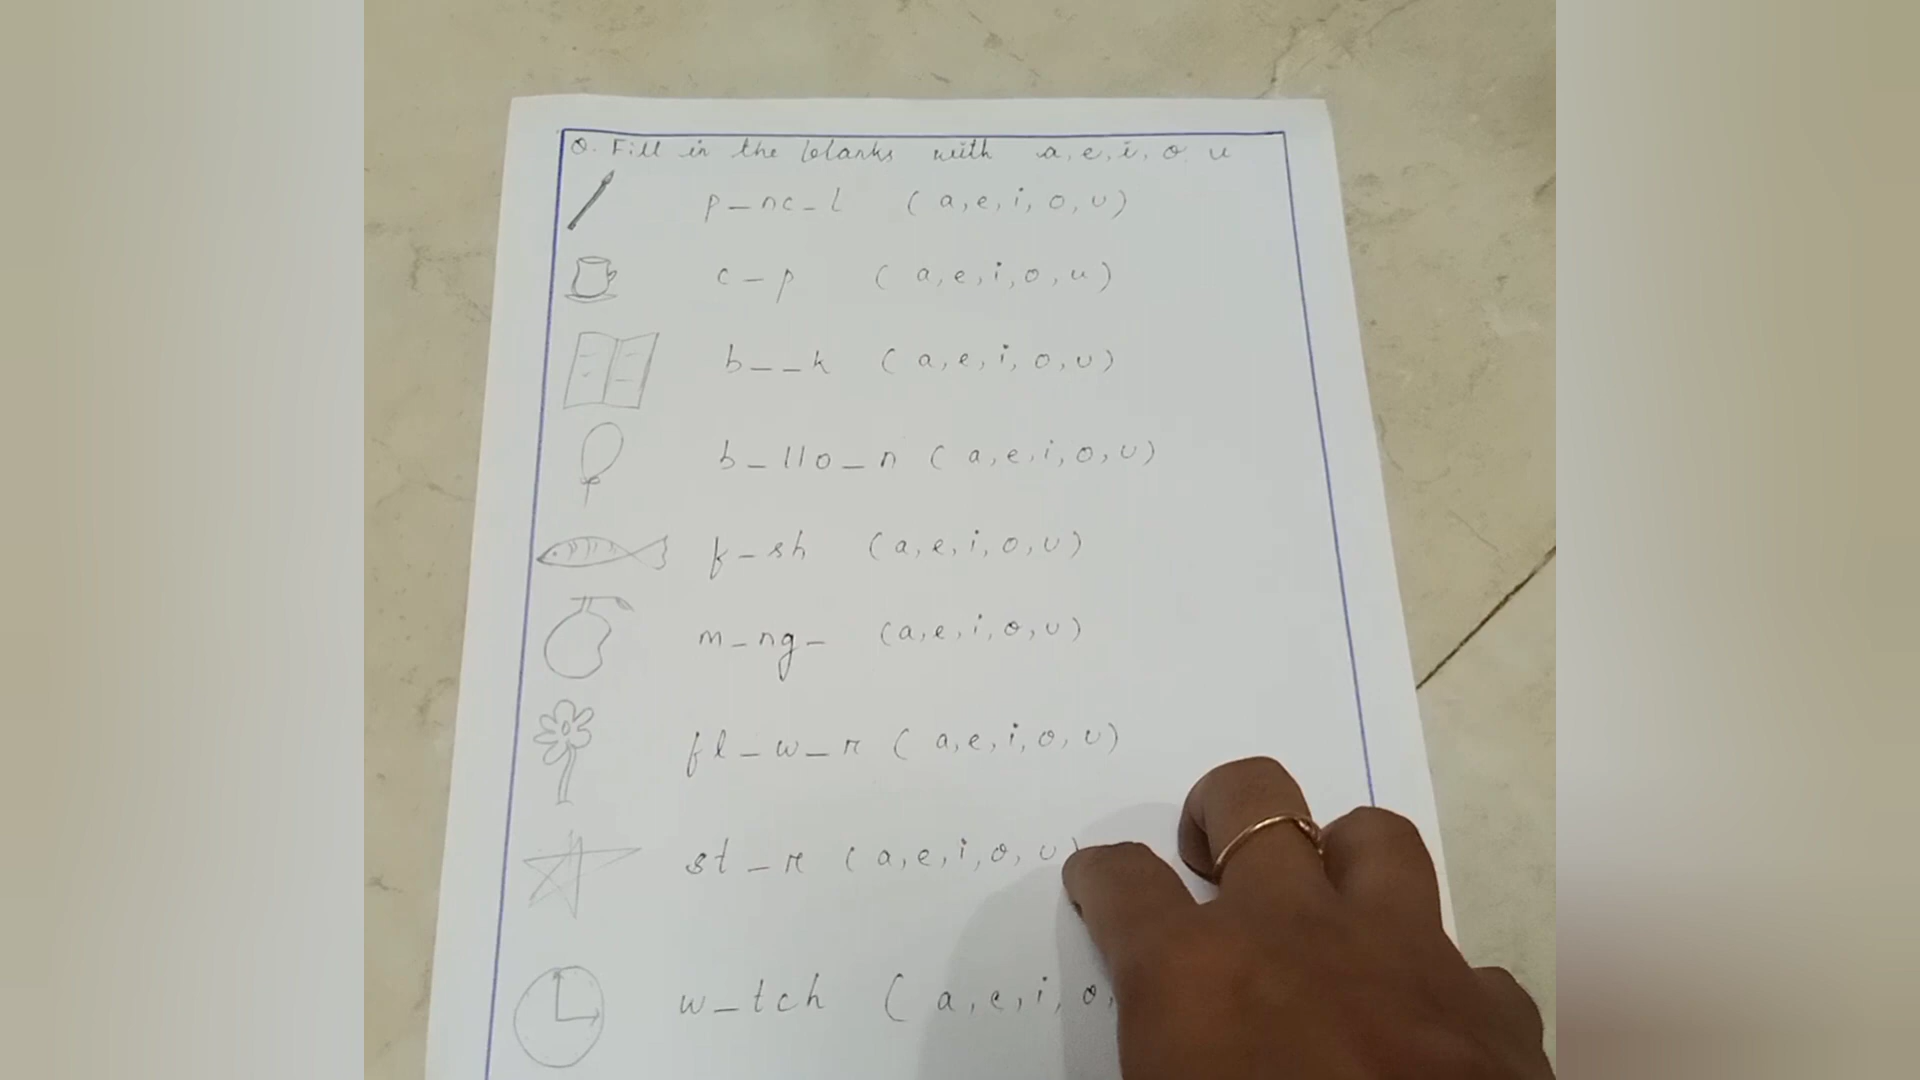 Q. Fill in the blanks with a, e, i, o, u
p_nc_l (a, e, i, o, u)
c_p (a, e, i, o, u)
b__k (a, e, i, o, u)
b_llo_n (a, e, i, o, u)
f_sh (a, e, i, o, u)
m_ng_ (a, e, i, o, u)
fl_w_r (a, e, i, o, u)
st_r (a, e, i, o, u)
w_tch (a, e, i, o,